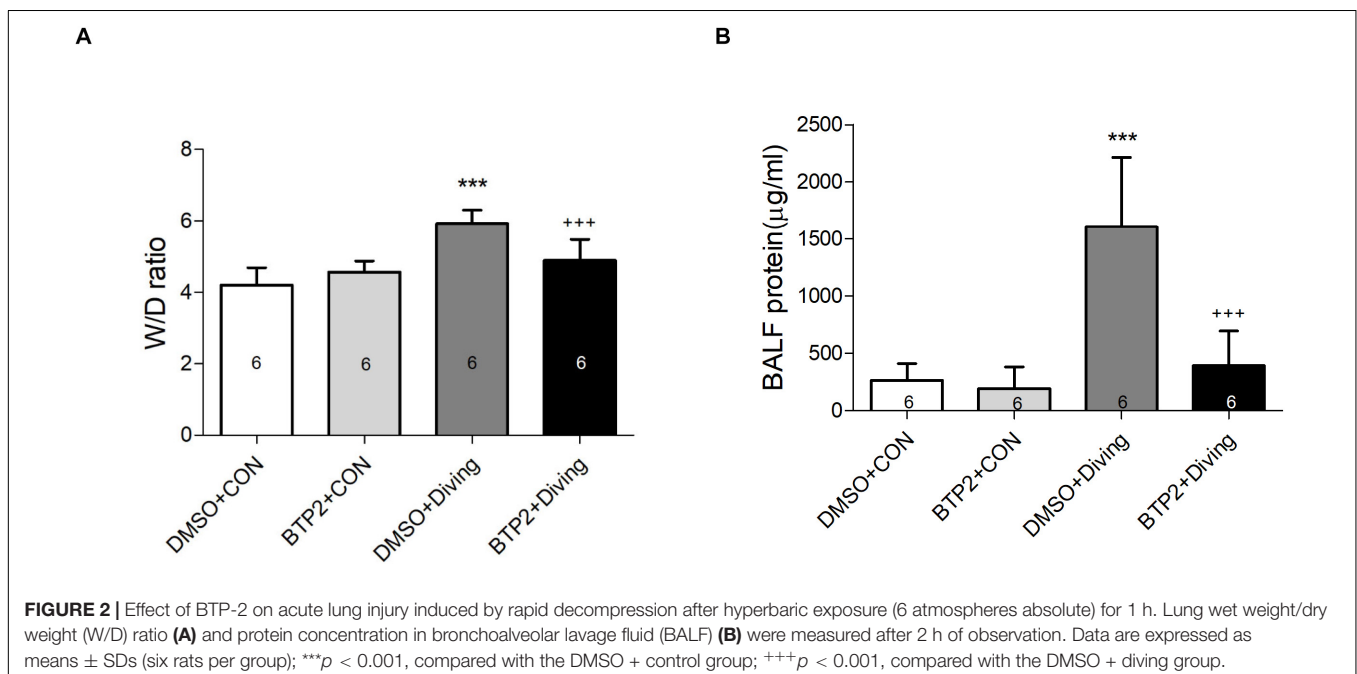 A
B
W/D ratio
8
6
4
2
0
***
+++
6
6
6
6
DMSO+CON
BTP2+CON
DMSO+Diving
BTP2+Diving
BALF protein(μg/ml)
2500
2000
1500
1000
500
0
***
+++
6
6
6
6
DMSO+CON
BTP2+CON
DMSO+Diving
BTP2+Diving
FIGURE 2 | Effect of BTP-2 on acute lung injury induced by rapid decompression after hyperbaric exposure (6 atmospheres absolute) for 1 h. Lung wet weight/dry
weight (W/D) ratio (A) and protein concentration in bronchoalveolar lavage fluid (BALF) (B) were measured after 2 h of observation. Data are expressed as
means ± SDs (six rats per group); ***p < 0.001, compared with the DMSO + control group; +++p < 0.001, compared with the DMSO + diving group.